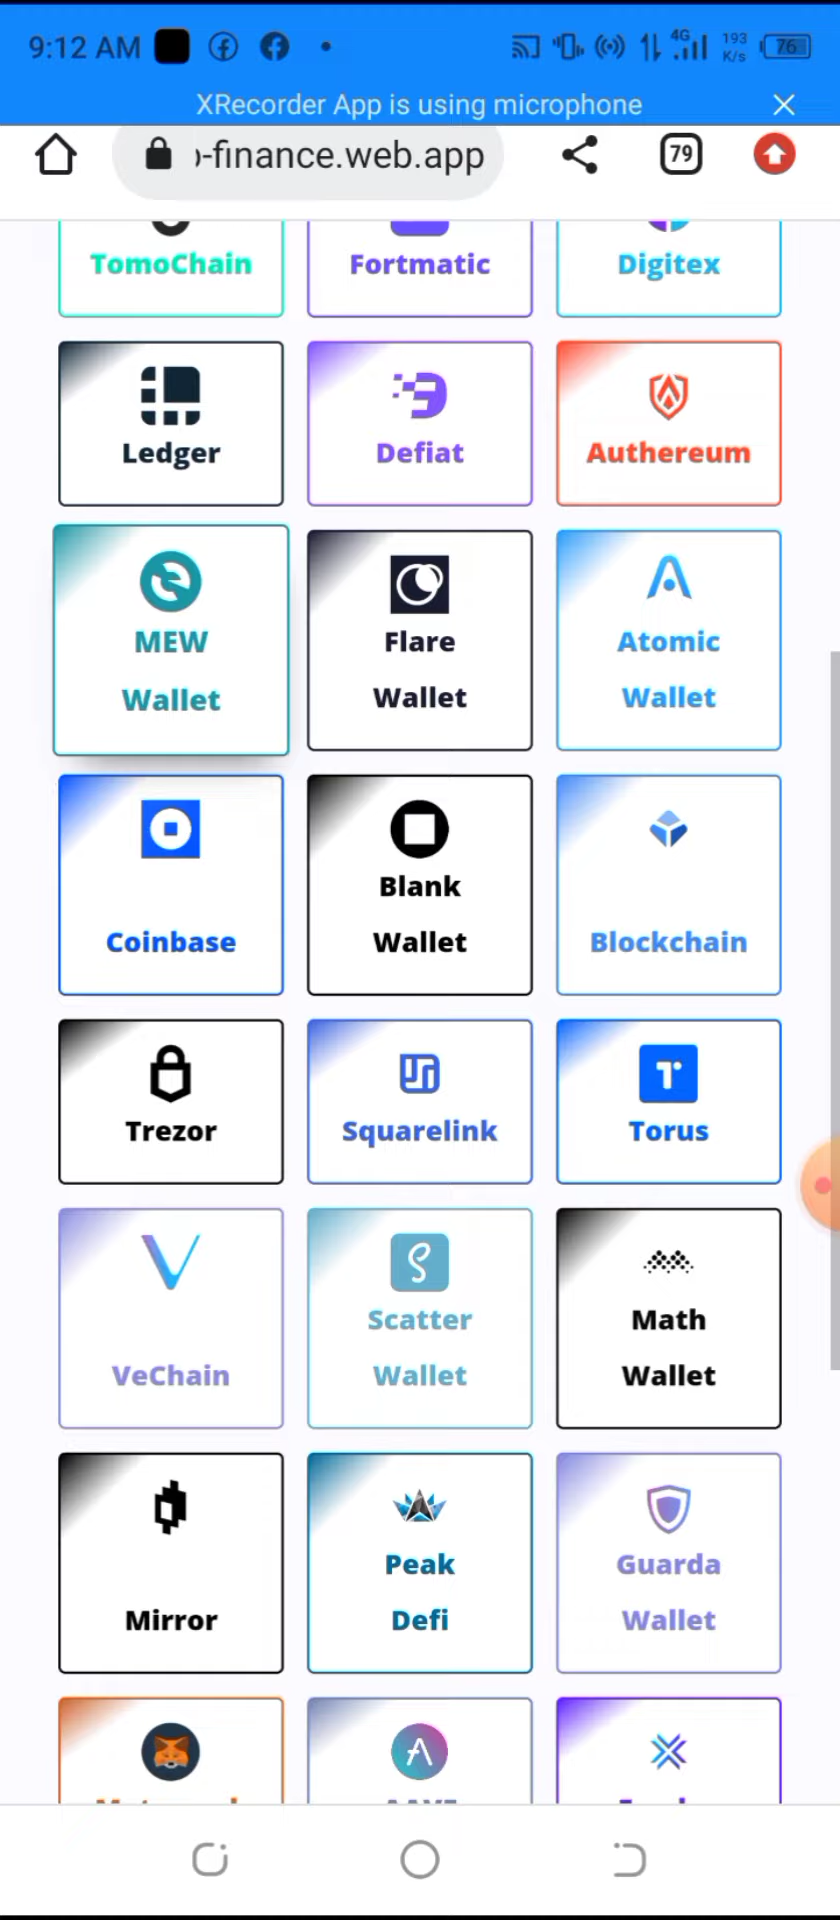 9:12 AM
4G
193
K/s
76
XRecorder App is using microphone
-finance.web.app
79
TomoChain
Fortmatic
Digitex
Ledger
Defiat
Authereum
MEW
Wallet
Flare
Wallet
Atomic
Wallet
Coinbase
Blank
Wallet
Blockchain
Trezor
Squarelink
Torus
VeChain
Scatter
Wallet
Math
Wallet
Mirror
Peak
Defi
Guarda
Wallet